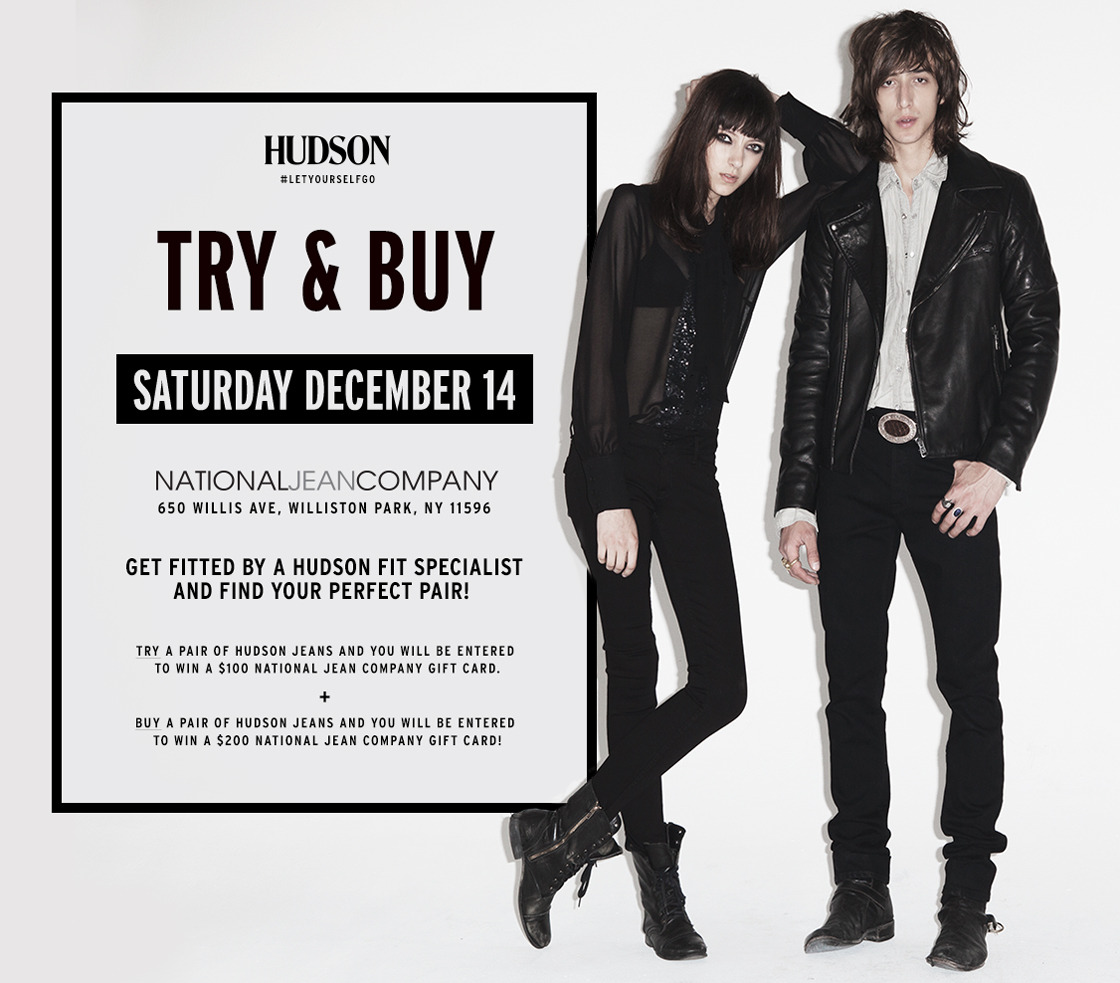 HUDSON
#LETYOURSELFGO
TRY & BUY
SATURDAY DECEMBER 14
NATIONALJEANCOMPANY
650 WILLIS AVE, WILLISTON PARK, NY 11596
GET FITTED BY A HUDSON FIT SPECIALIST
AND FIND YOUR PERFECT PAIR!
TRY A PAIR OF HUDSON JEANS AND YOU WILL BE ENTERED
TO WIN A $100 NATIONAL JEAN COMPANY GIFT CARD.
+
BUY A PAIR OF HUDSON JEANS AND YOU WILL BE ENTERED
TO WIN A $200 NATIONAL JEAN COMPANY GIFT CARD!